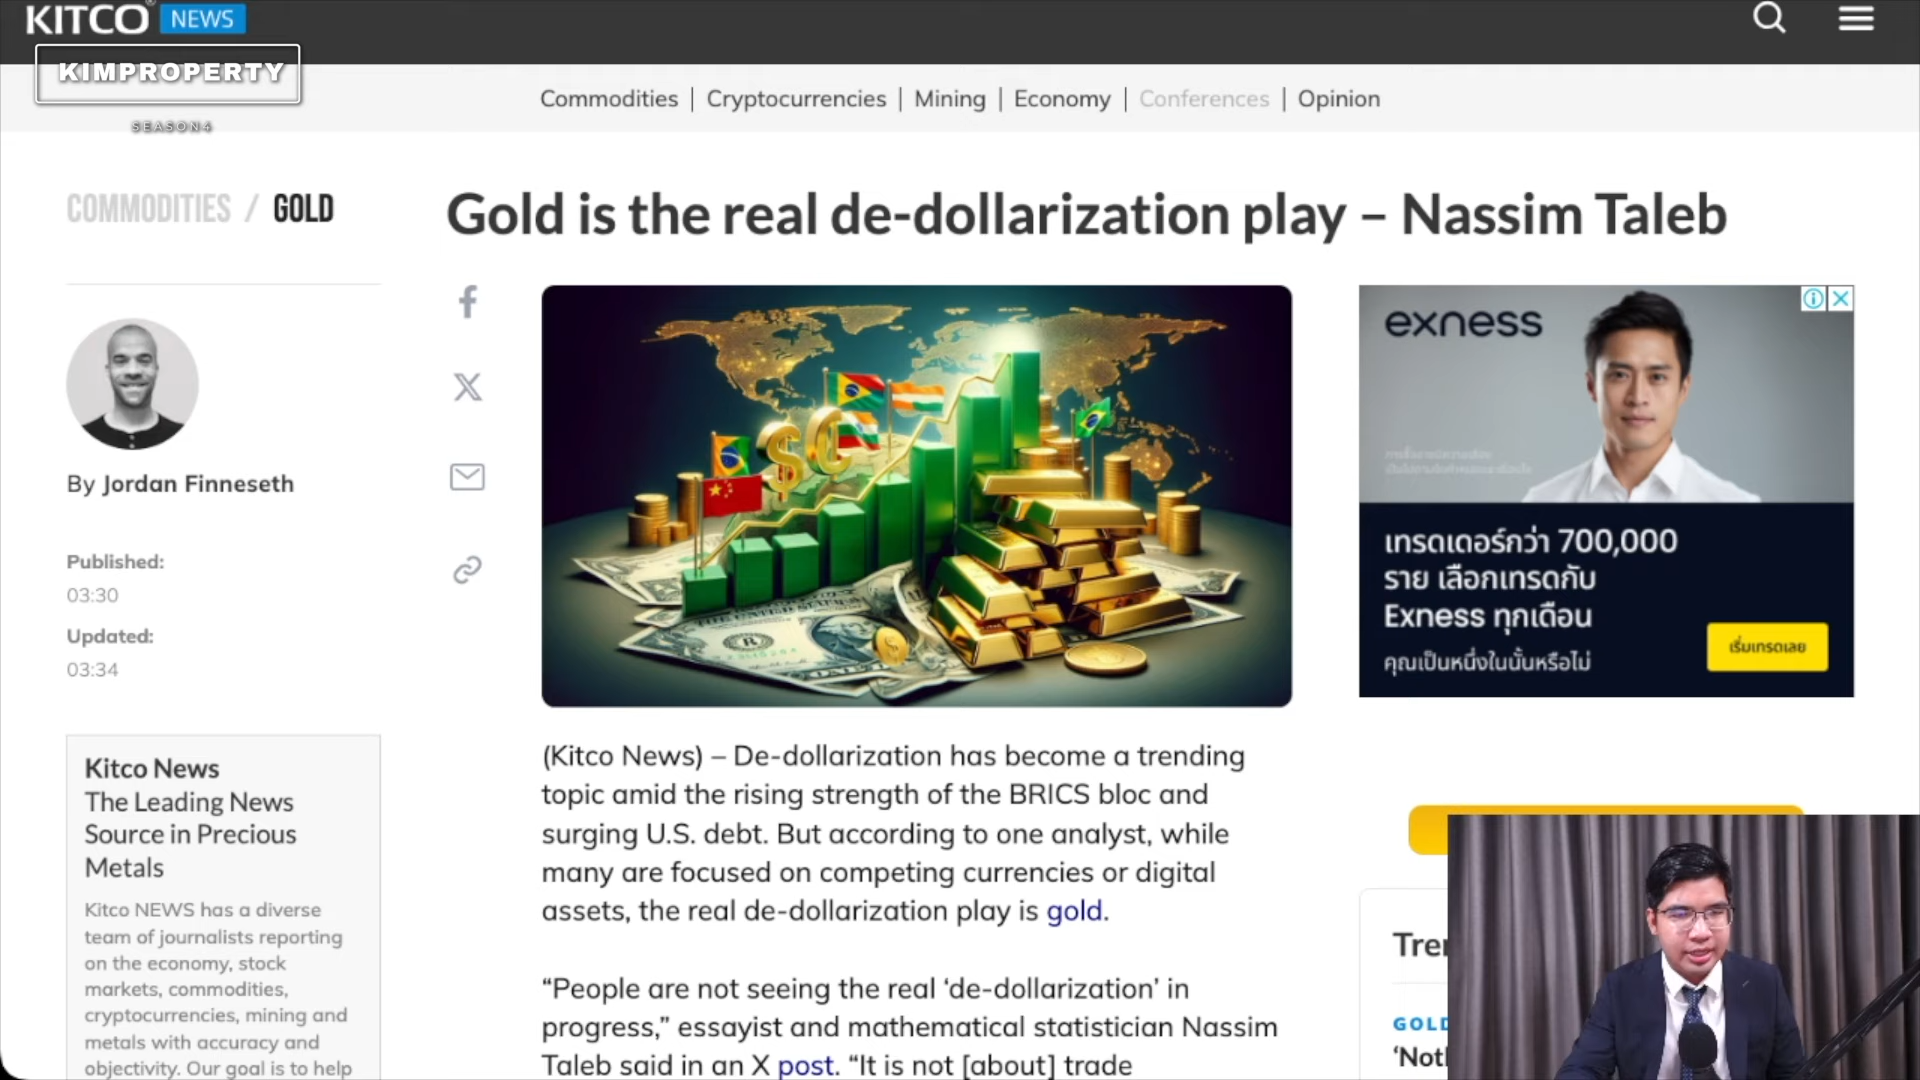 KITCO NEWS
KIMPROPERTY
SEASON4
Commodities | Cryptocurrencies | Mining | Economy | Conferences | Opinion
COMMODITIES / GOLD
Gold is the real de-dollarization play – Nassim Taleb
By Jordan Finneseth
Published:
03:30
Updated:
03:34
Kitco News
The Leading News
Source in Precious
Metals
Kitco NEWS has a diverse
team of journalists reporting
on the economy, stock
markets, commodities,
cryptocurrencies, mining and
metals with accuracy and
objectivity. Our goal is to help
(Kitco News) – De-dollarization has become a trending
topic amid the rising strength of the BRICS bloc and
surging U.S. debt. But according to one analyst, while
many are focused on competing currencies or digital
assets, the real de-dollarization play is gold.
“People are not seeing the real ‘de-dollarization’ in
progress,” essayist and mathematical statistician Nassim
Taleb said in an X post. “It is not [about] trade
exness
เทรดเดอร์กว่า 700,000
ราย เลือกเทรดกับ
Exness ทุกเดือน
คุณเป็นหนึ่งในนั้นหรือไม่
เริ่มเทรดเลย
GOLD